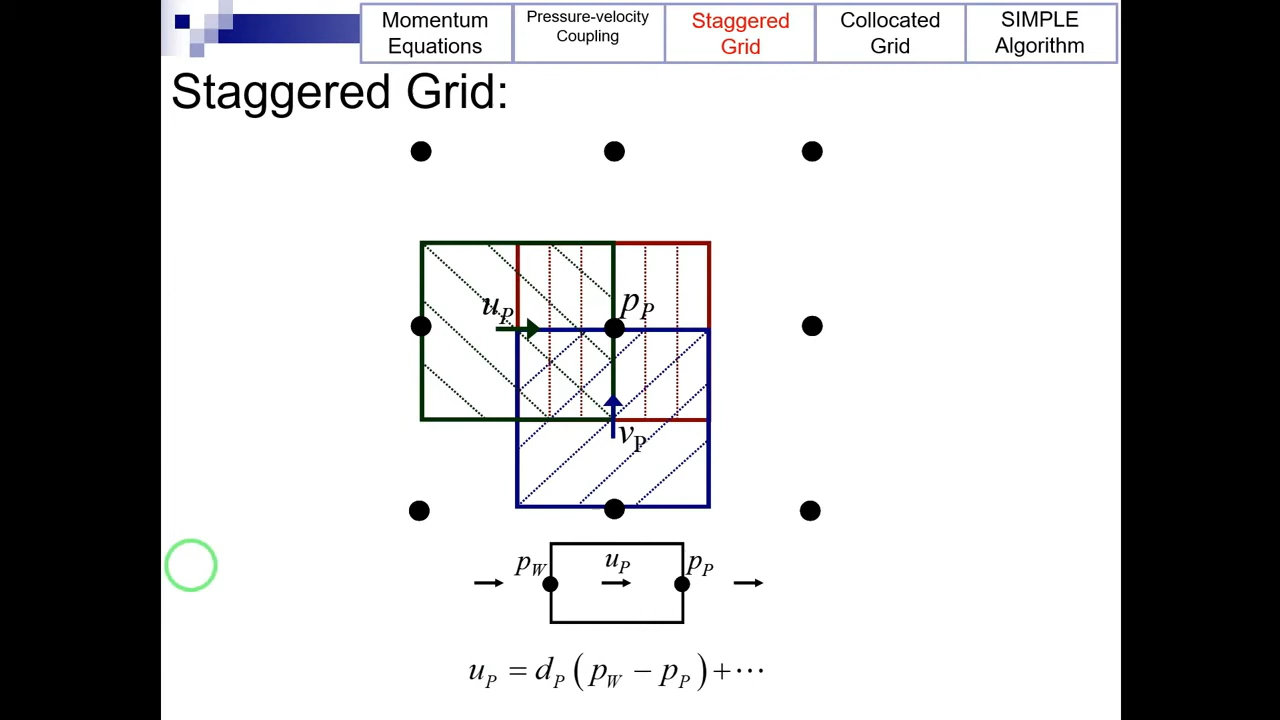 Momentum
Equations
Pressure-velocity
Coupling
Staggered
Grid
Collocated
Grid
SIMPLE
Algorithm
Staggered Grid:
u_P
p_P
v_P
p_W
u_P
p_P
u_P = d_P (p_W − p_P) + ⋯